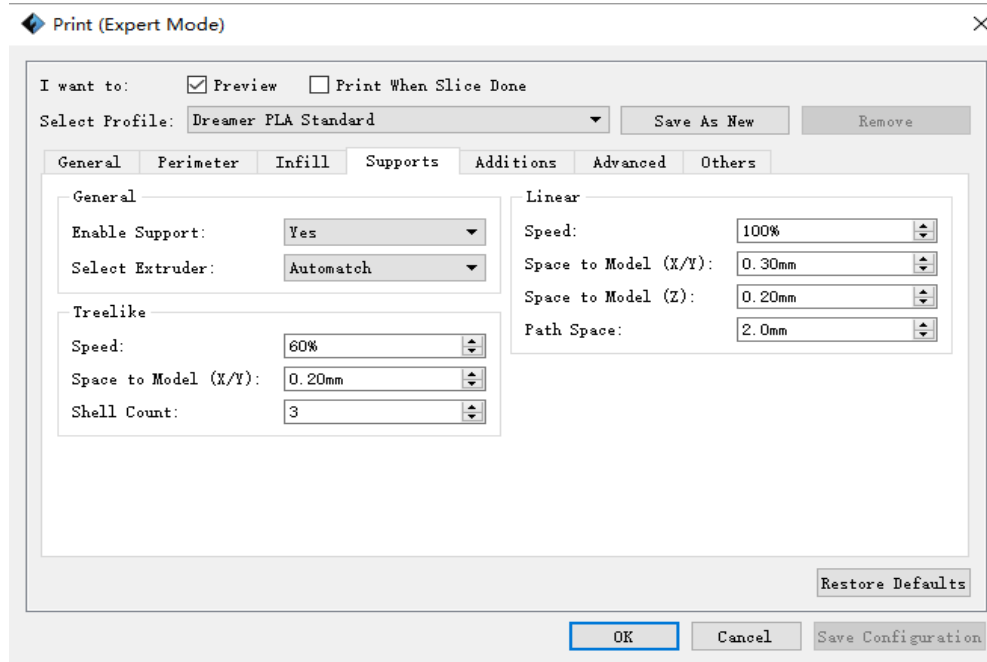 Print (Expert Mode)
I want to: Preview Print When Slice Done
Select Profile: Dreamer PLA Standard Save As New Remove
General Perimeter Infill Supports Additions Advanced Others
General
Enable Support: Yes
Select Extruder: Automatch
Treelike
Speed: 60%
Space to Model (X/Y): 0.20mm
Shell Count: 3
Linear
Speed: 100%
Space to Model (X/Y): 0.30mm
Space to Model (Z): 0.20mm
Path Space: 2.0mm
Restore Defaults
OK Cancel Save Configuration